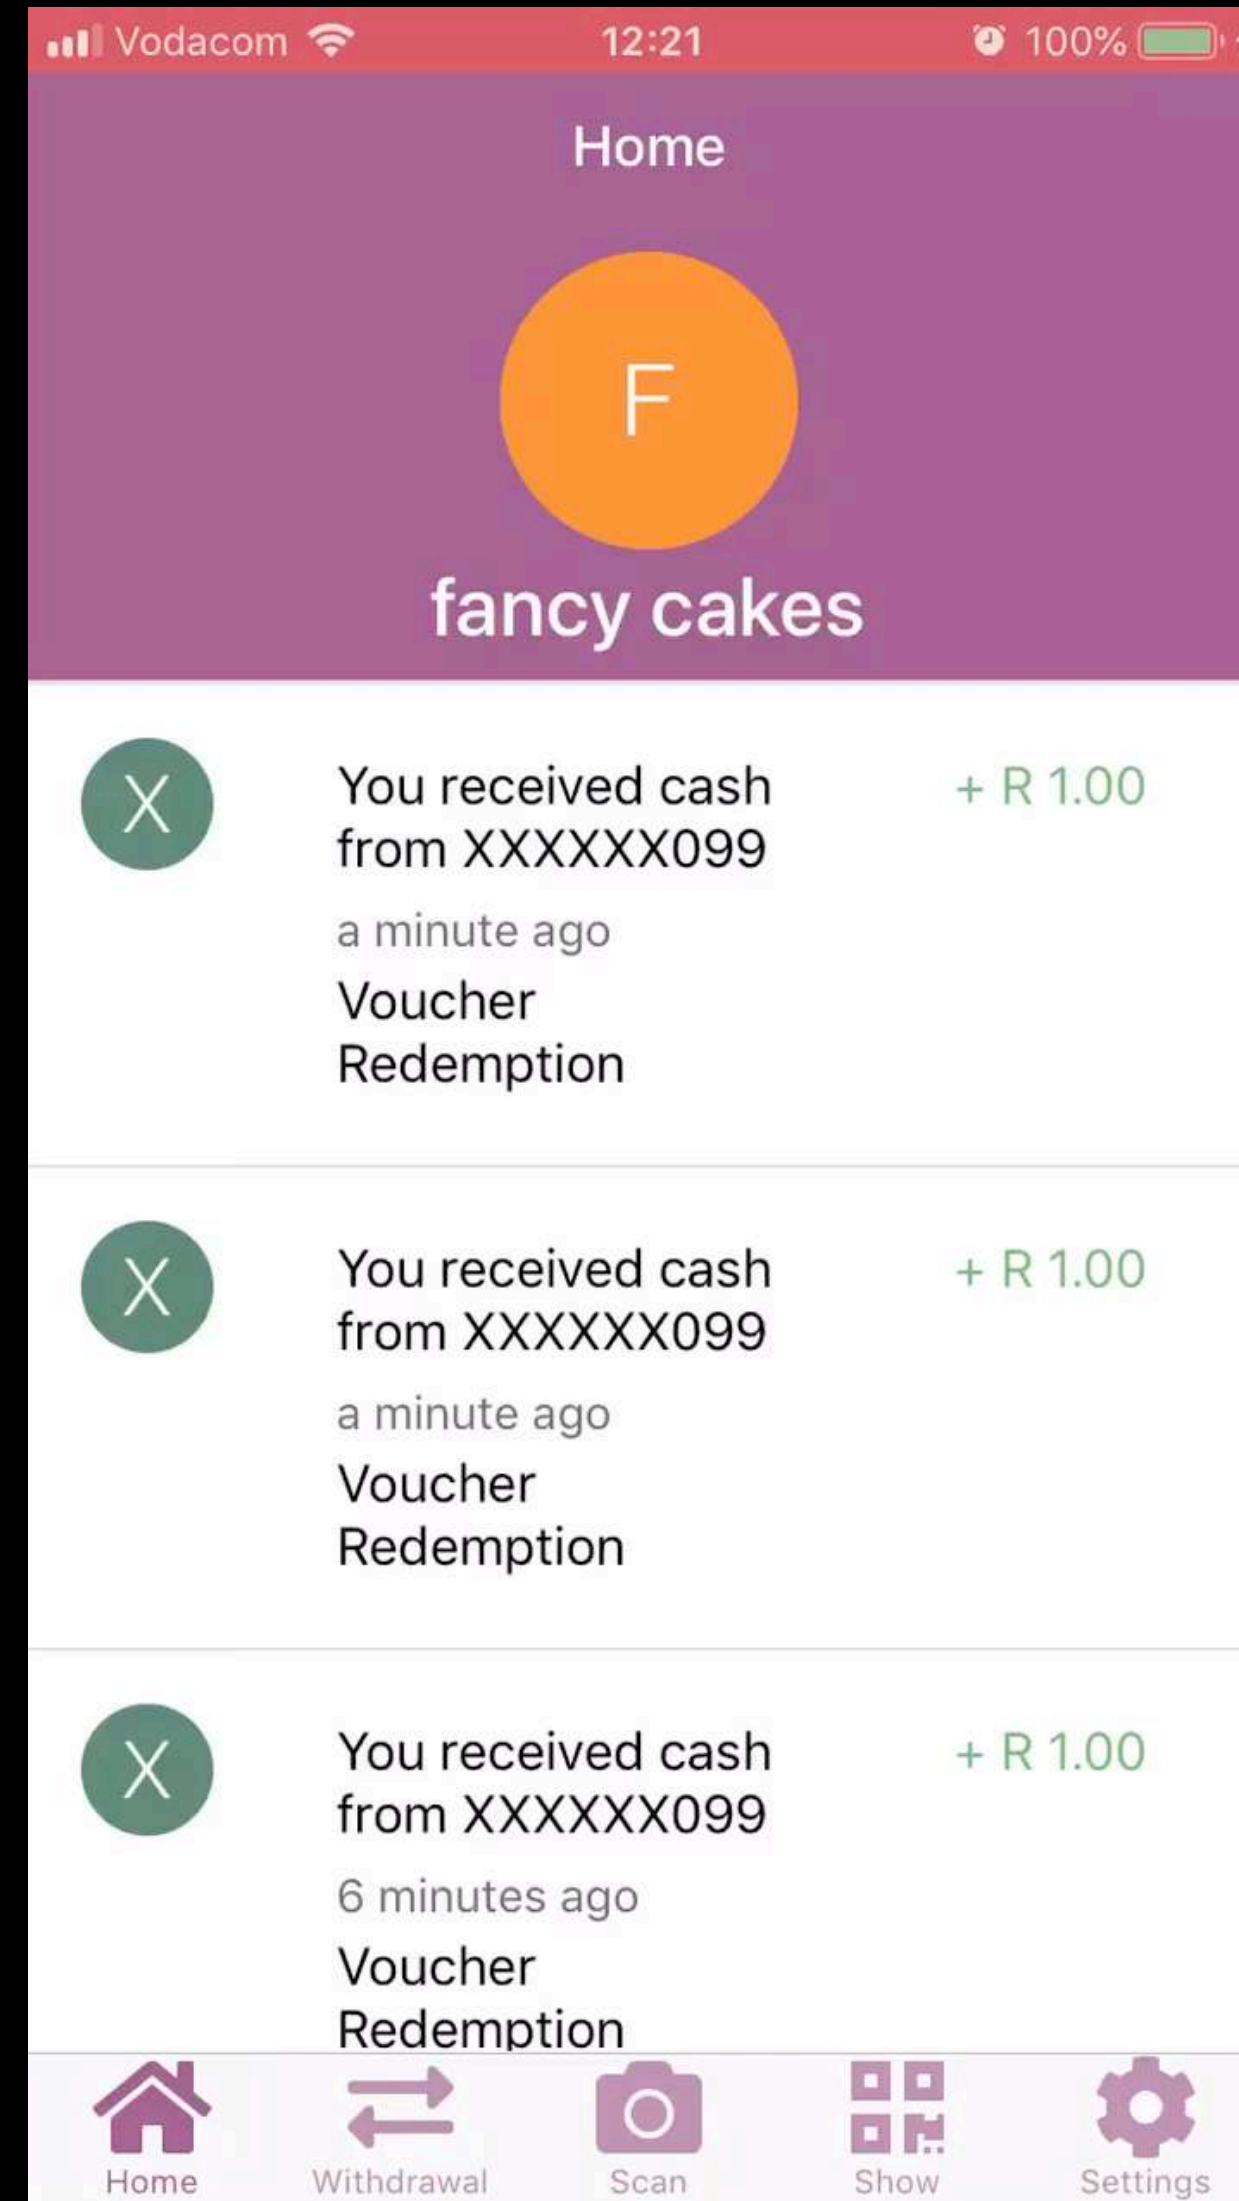 Vodacom 12:21 100%
Home
F
fancy cakes
X
You received cash + R 1.00
from XXXXXX099
a minute ago
Voucher
Redemption
X
You received cash + R 1.00
from XXXXXX099
a minute ago
Voucher
Redemption
X
You received cash + R 1.00
from XXXXXX099
6 minutes ago
Voucher
Redemption
Home Withdrawal Scan Show Settings